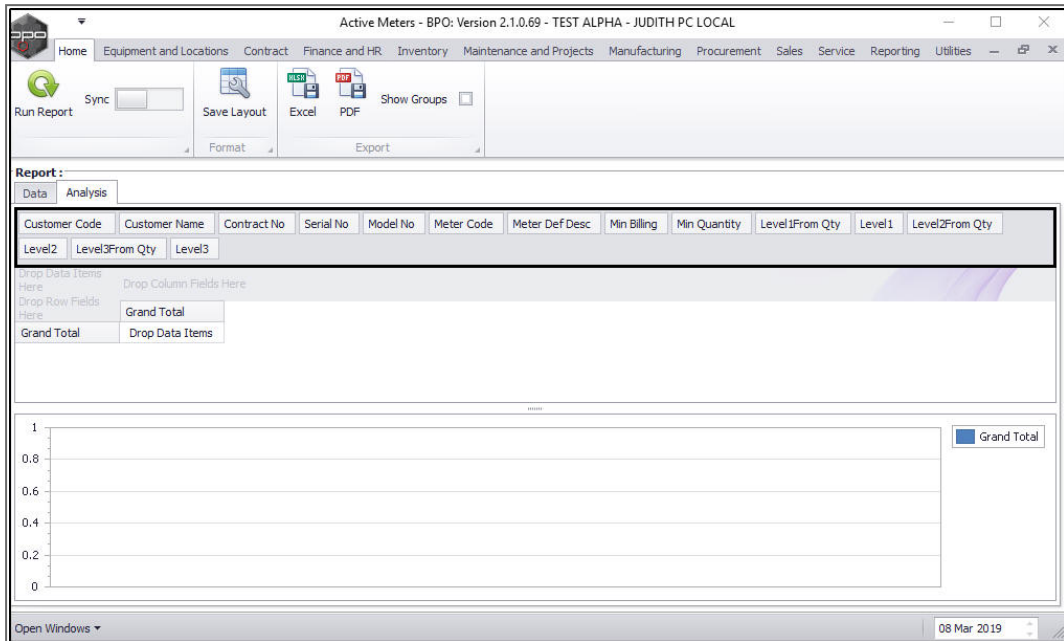 Active Meters - BPO: Version 2.1.0.69 - TEST ALPHA - JUDITH PC LOCAL
bpo
Home Equipment and Locations Contract Finance and HR Inventory Maintenance and Projects Manufacturing Procurement Sales Service Reporting Utilities
XLSX PDF
Sync Show Groups
Run Report Save Layout Excel PDF
Format Export
Report :
Data Analysis
Customer Code Customer Name Contract No Serial No Model No Meter Code Meter Def Desc Min Billing Min Quantity Level1From Qty Level1 Level2From Qty
Level2 Level3From Qty Level3
Drop Data Items
Here
Drop Column Fields Here
Drop Row Fields
Here
Grand Total
Grand Total Drop Data Items
1
Grand Total
0.8
0.6
0.4
0.2
0
Open Windows 08 Mar 2019